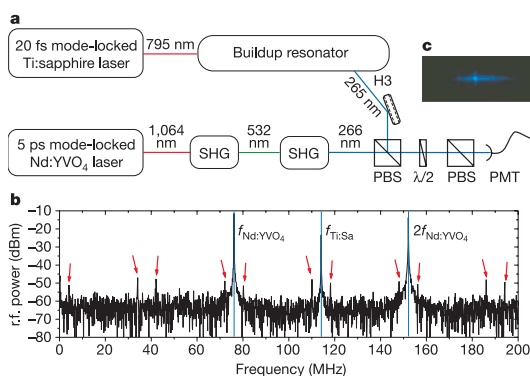 a
c
20 fs mode-locked
Ti:sapphire laser
795 nm
Buildup resonator
H3
265 nm
5 ps mode-locked
Nd:YVO₄ laser
1,064
nm
SHG
532
nm
SHG
266
nm
PBS
λ/2
PBS
PMT
b
r.f. power (dBm)
−10
−20
−30
−40
−50
−60
−70
−80
fNd:YVO₄
fTi:Sa
2fNd:YVO₄
0 20 40 60 80 100 120 140 160 180 200
Frequency (MHz)